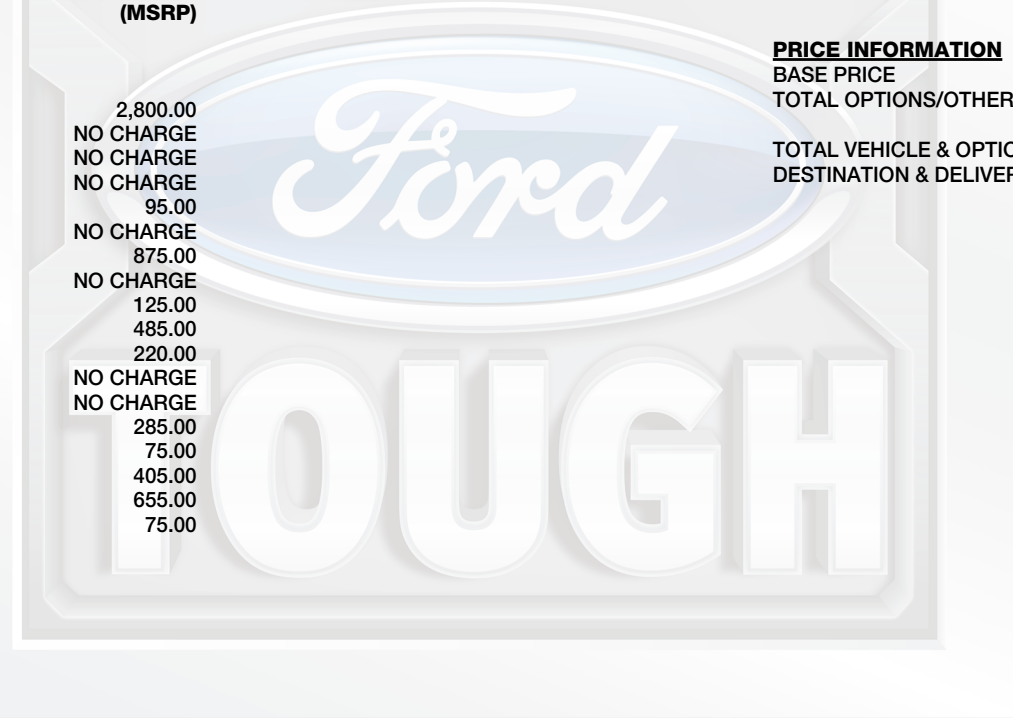 (MSRP)
2,800.00
NO CHARGE
NO CHARGE
NO CHARGE
95.00
NO CHARGE
875.00
NO CHARGE
125.00
485.00
220.00
NO CHARGE
NO CHARGE
285.00
75.00
405.00
655.00
75.00
PRICE INFORMATION
BASE PRICE
TOTAL OPTIONS/OTHER
TOTAL VEHICLE & OPTIO
DESTINATION & DELIVER
Ford
TOUGH